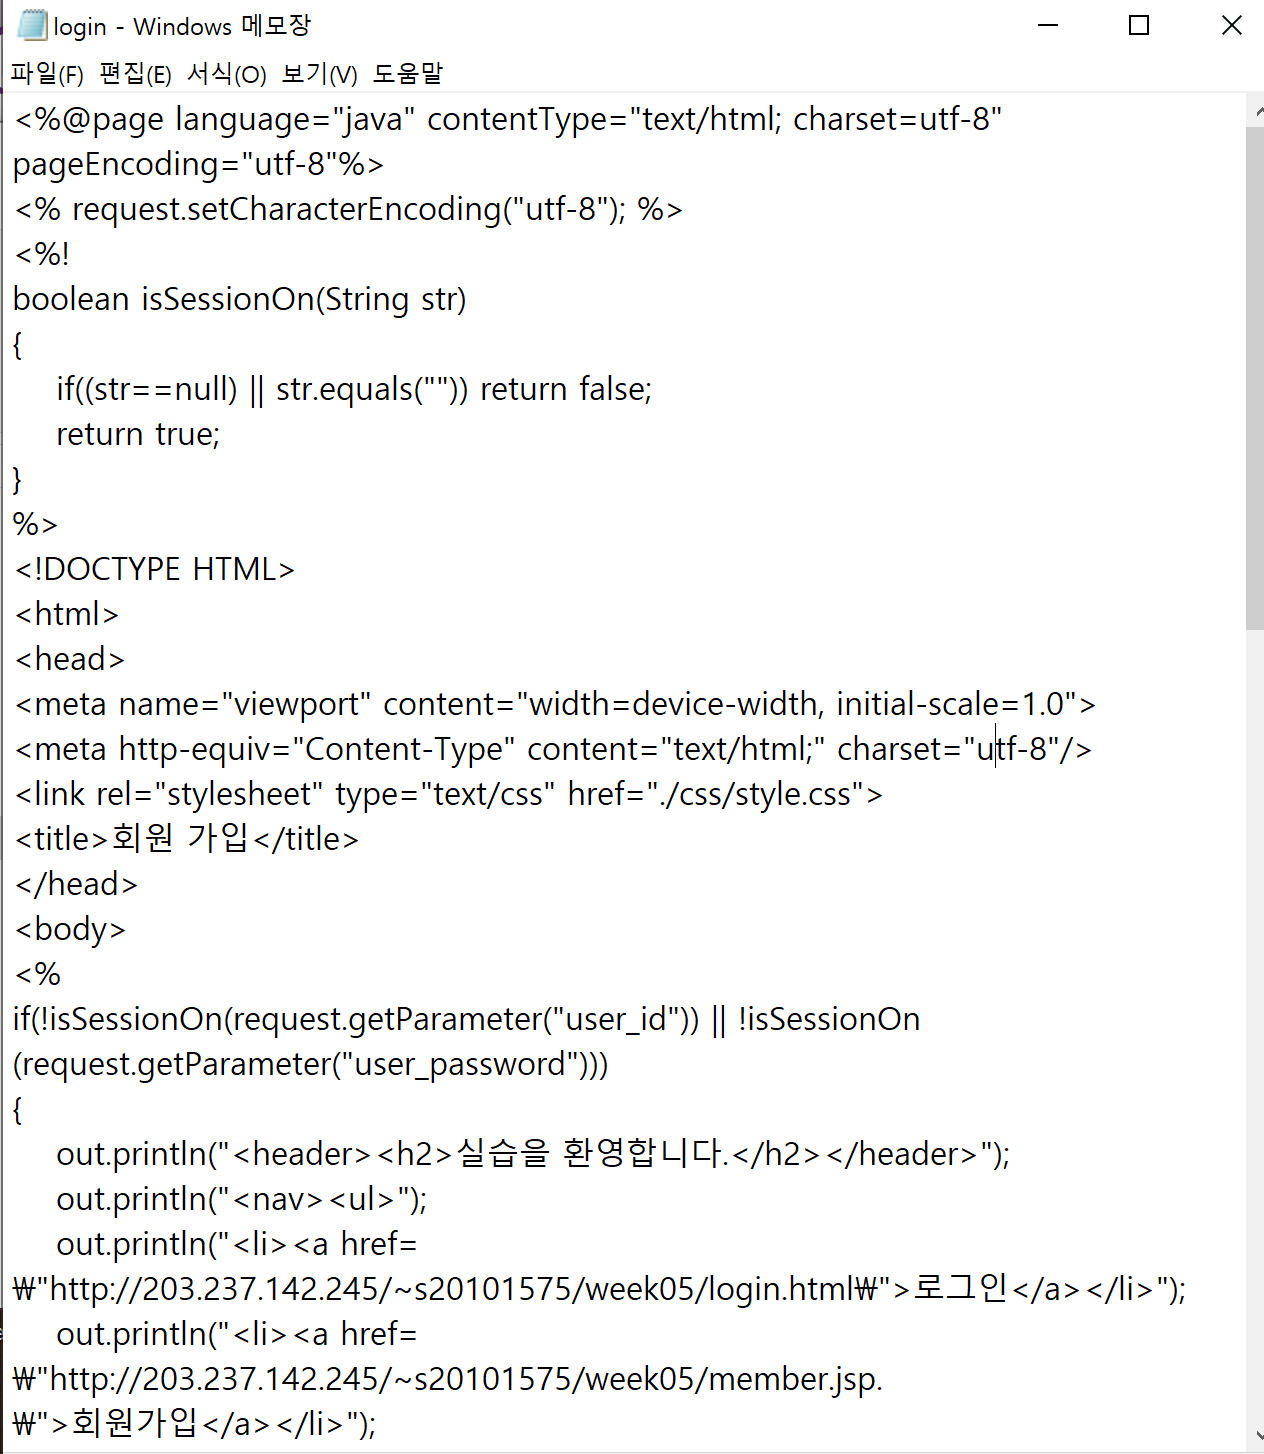 login - Windows 메모장
파일(F) 편집(E) 서식(O) 보기(V) 도움말
<%@page language="java" contentType="text/html; charset=utf-8"
pageEncoding="utf-8"%>
<% request.setCharacterEncoding("utf-8"); %>
<%!
boolean isSessionOn(String str)
{
if((str==null) || str.equals("")) return false;
return true;
}
%>
<!DOCTYPE HTML>
<html>
<head>
<meta name="viewport" content="width=device-width, initial-scale=1.0">
<meta http-equiv="Content-Type" content="text/html;" charset="utf-8"/>
<link rel="stylesheet" type="text/css" href="./css/style.css">
<title>회원 가입</title>
</head>
<body>
<%
if(!isSessionOn(request.getParameter("user_id")) || !isSessionOn
(request.getParameter("user_password")))
{
out.println("<header><h2>실습을 환영합니다.</h2></header>");
out.println("<nav><ul>");
out.println("<li><a href=
₩"http://203.237.142.245/~s20101575/week05/login.html₩">로그인</a></li>");
out.println("<li><a href=
₩"http://203.237.142.245/~s20101575/week05/member.jsp.
₩">회원가입</a></li>");